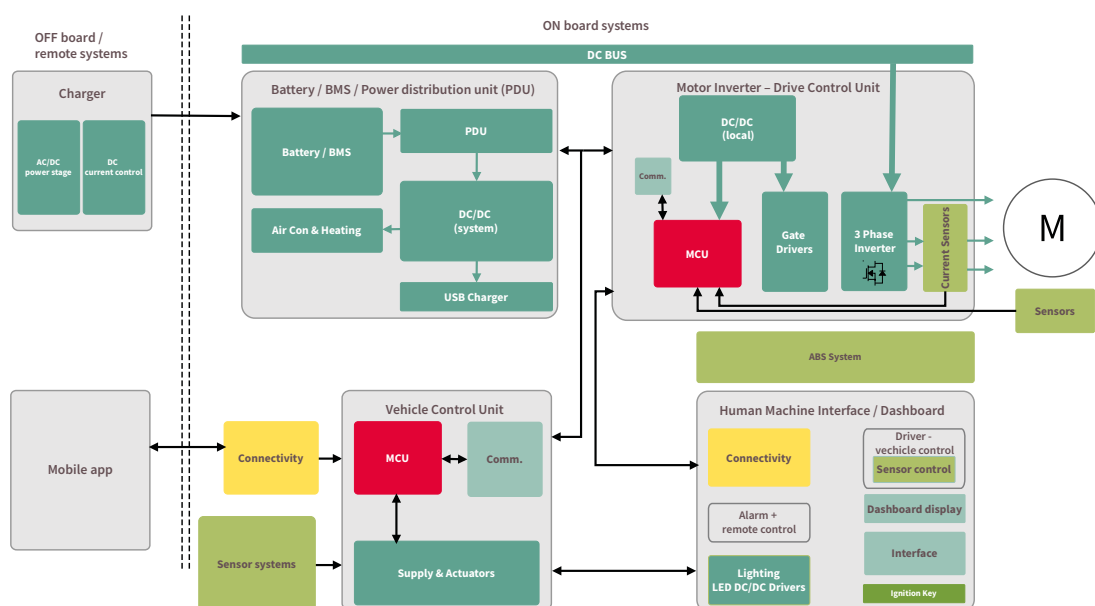 OFF board /
remote systems
ON board systems
DC BUS
Charger
AC/DC
power stage
DC
current control
Battery / BMS / Power distribution unit (PDU)
Battery / BMS
PDU
DC/DC
(system)
Air Con & Heating
USB Charger
Motor Inverter – Drive Control Unit
DC/DC
(local)
Comm.
MCU
Gate
Drivers
3 Phase
Inverter
Current Sensors
M
Sensors
ABS System
Mobile app
Connectivity
Sensor systems
Vehicle Control Unit
MCU
Comm.
Supply & Actuators
Human Machine Interface / Dashboard
Connectivity
Alarm +
remote control
Lighting
LED DC/DC Drivers
Driver -
vechicle control
Sensor control
Dashboard display
Interface
Ignition Key